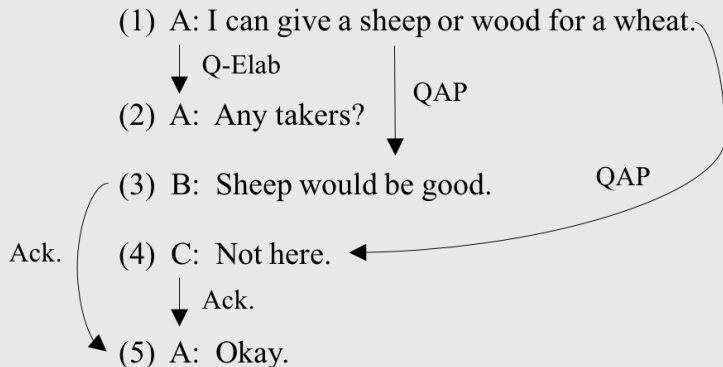 (1) A: I can give a sheep or wood for a wheat.
Q-Elab
QAP
(2) A: Any takers?
(3) B: Sheep would be good.
QAP
Ack.
(4) C: Not here.
Ack.
(5) A: Okay.